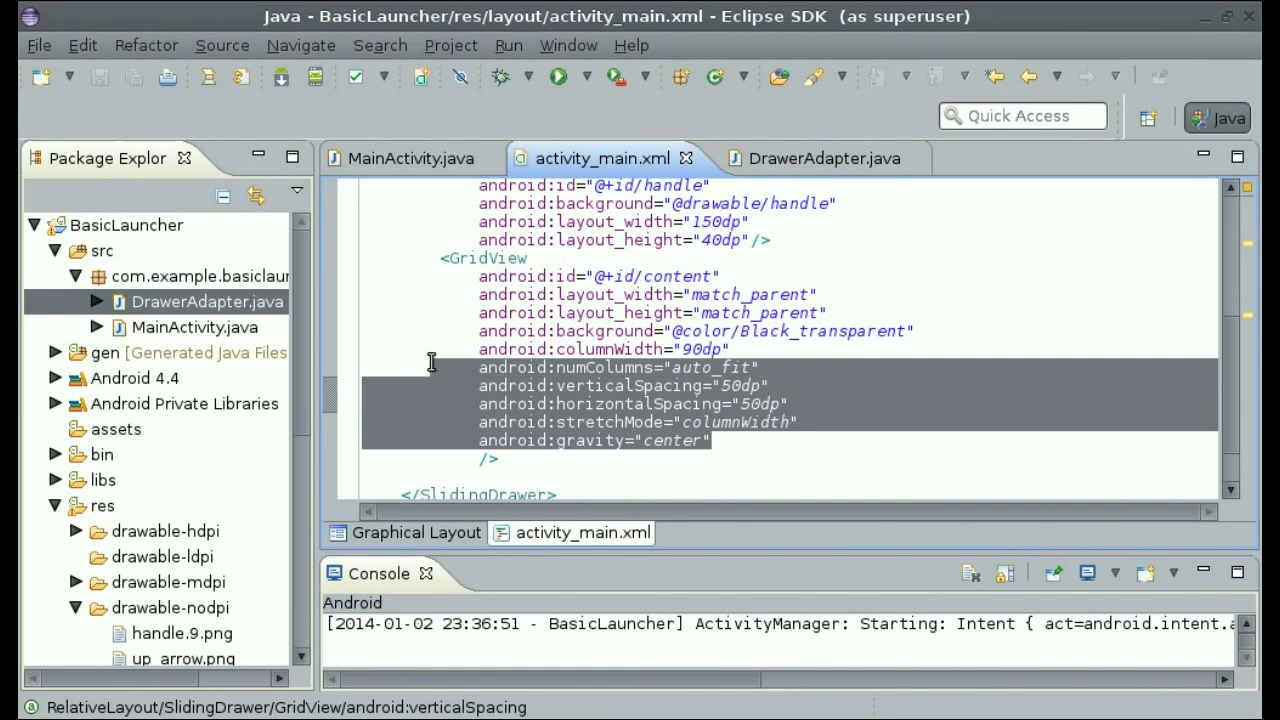 Java - BasicLauncher/res/layout/activity_main.xml - Eclipse SDK (as superuser)
File Edit Refactor Source Navigate Search Project Run Window Help
Quick Access
Java
Package Explor
MainActivity.java
activity_main.xml
DrawerAdapter.java
BasicLauncher
src
com.example.basiclaun
DrawerAdapter.java
MainActivity.java
gen [Generated Java Files
Android 4.4
Android Private Libraries
assets
bin
libs
res
drawable-hdpi
drawable-ldpi
drawable-mdpi
drawable-nodpi
handle.9.png
up_arrow.png
android:id="@+id/handle"
android:background="@drawable/handle"
android:layout_width="150dp"
android:layout_height="40dp"/>
<GridView
android:id="@+id/content"
android:layout_width="match_parent"
android:layout_height="match_parent"
android:background="@color/Black_transparent"
android:columnWidth="90dp"
android:numColumns="auto_fit"
android:verticalSpacing="50dp"
android:horizontalSpacing="50dp"
android:stretchMode="columnWidth"
android:gravity="center"
/>
</SlidingDrawer>
Graphical Layout
activity_main.xml
Console
Android
[2014-01-02 23:36:51 - BasicLauncher] ActivityManager: Starting: Intent { act=android.intent.a
RelativeLayout/SlidingDrawer/GridView/android:verticalSpacing